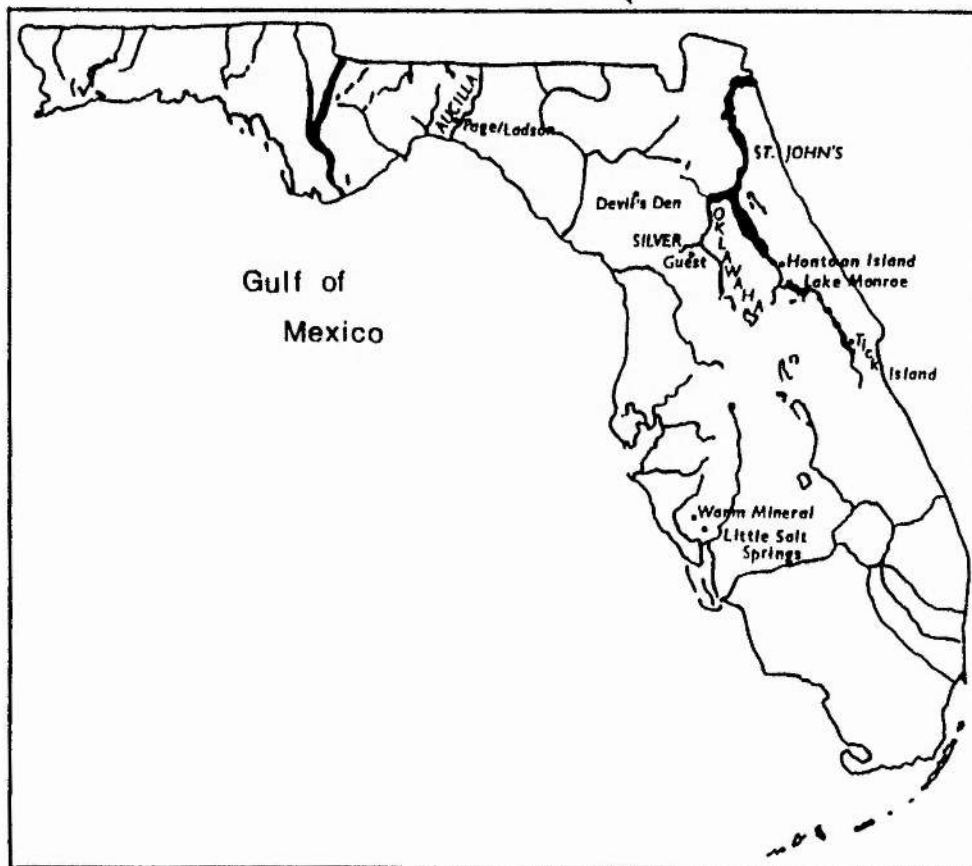 AUCILLA
Page/Ladson
ST. JOHN'S
Devil's Den
OKLAWAHA
SILVER
Guest
Hontoon Island
Lake Monroe
Gulf of
Mexico
Tick
Island
Warm Mineral
Little Salt
Springs